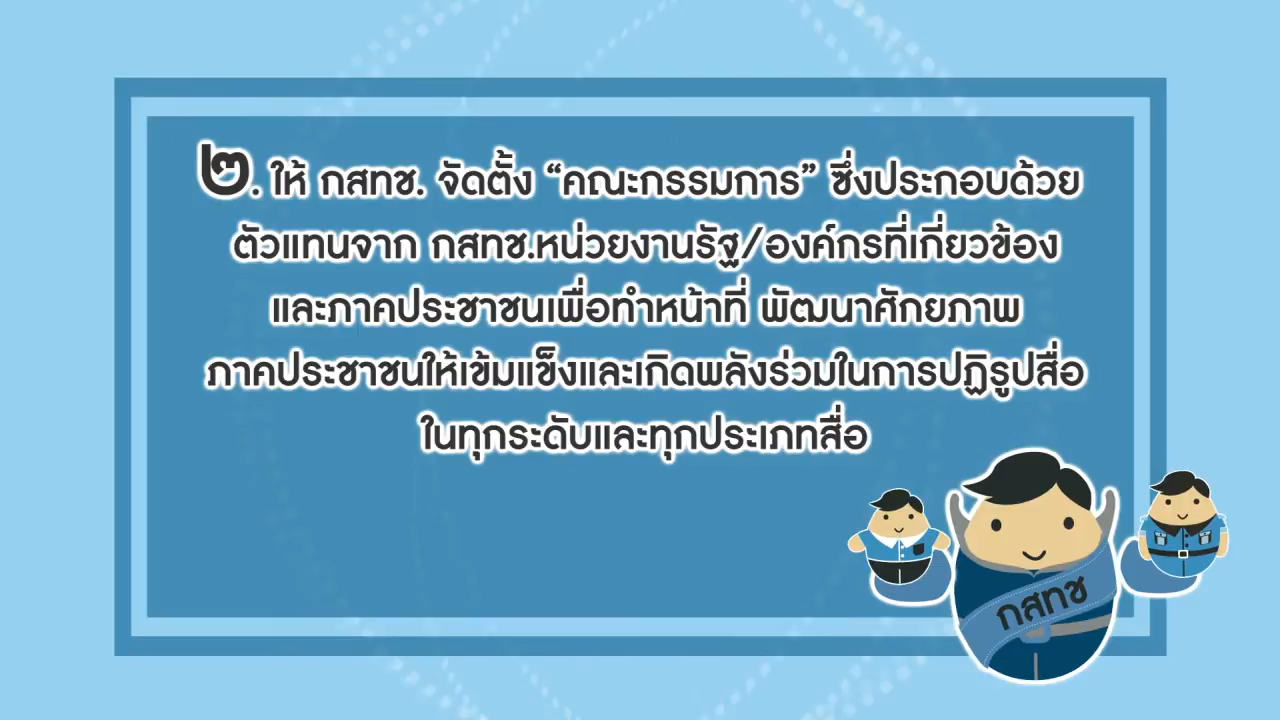 ๒. ให้ กสทช. จัดตั้ง “คณะกรรมการ” ซึ่งประกอบด้วย
ตัวแทนจาก กสทช.หน่วยงานรัฐ/องค์กรที่เกี่ยวข้อง
และภาคประชาชนเพื่อทำหน้าที่ พัฒนาศักยภาพ
ภาคประชาชนให้เข้มแข็งและเกิดพลังร่วมในการปฏิรูปสื่อ
ในทุกระดับและทุกประเภทสื่อ
กสทช